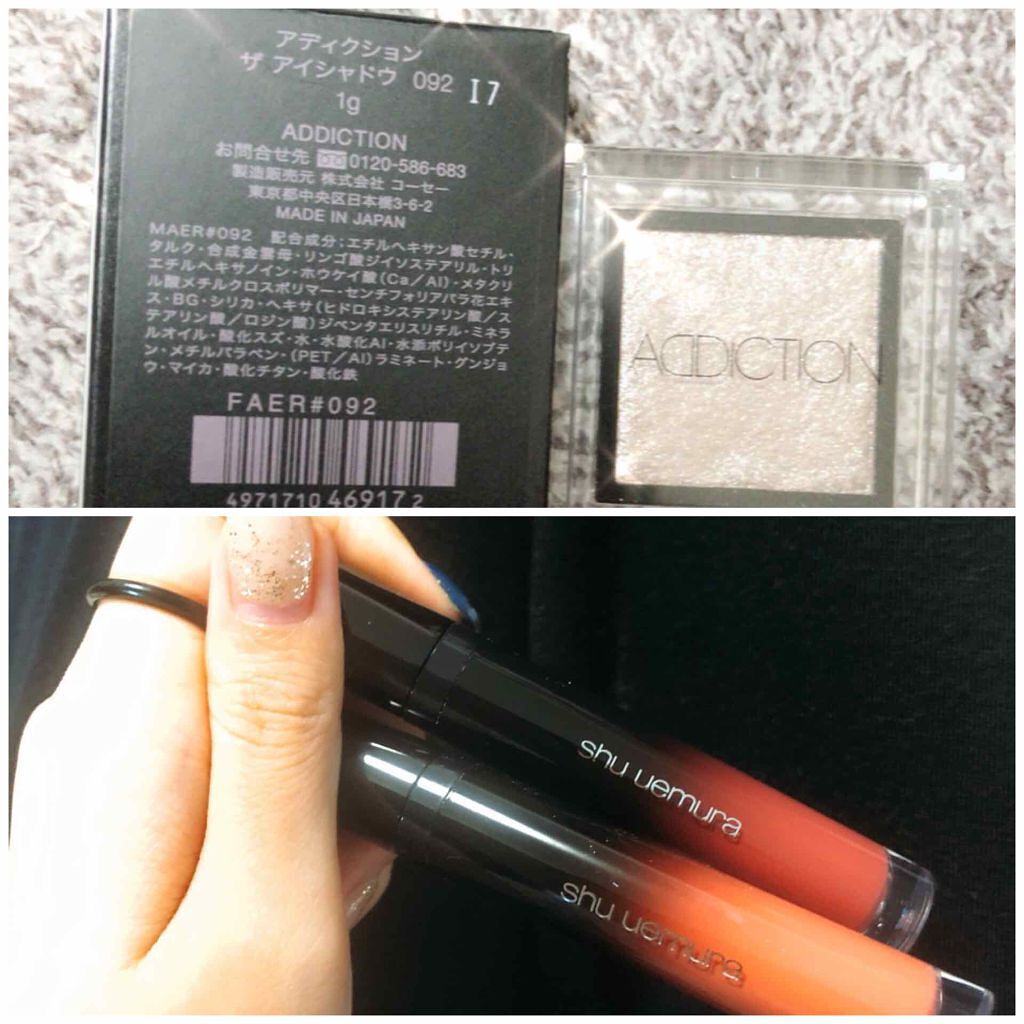 アディクション
ザ アイシャドウ 092 I7
1g
ADDICTION
お問合せ先 0120-586-683
製造販売元 株式会社 コーセー
東京都中央区日本橋3-6-2
MADE IN JAPAN
MAER#092 配合成分;エチルヘキサン酸セチル・
タルク・合成金雲母・リンゴ酸ジイソステアリル・トリ
エチルヘキサノイン・ホウケイ酸(Ca/Al)・メタクリ
ル酸メチルクロスポリマー・センチフォリアバラ花エキ
ス・BG・シリカ・ヘキサ(ヒドロキシステアリン酸/ス
テアリン酸/ロジン酸)ジペンタエリスリチル・ミネラ
ルオイル・酸化スズ・水・水酸化Al・水添ポリイソブテ
ン・メチルパラベン・(PET/Al)ラミネート・グンジョ
ウ・マイカ・酸化チタン・酸化鉄
FAER#092
4971710 469172
ADDICTION
shu uemura
shu uemura